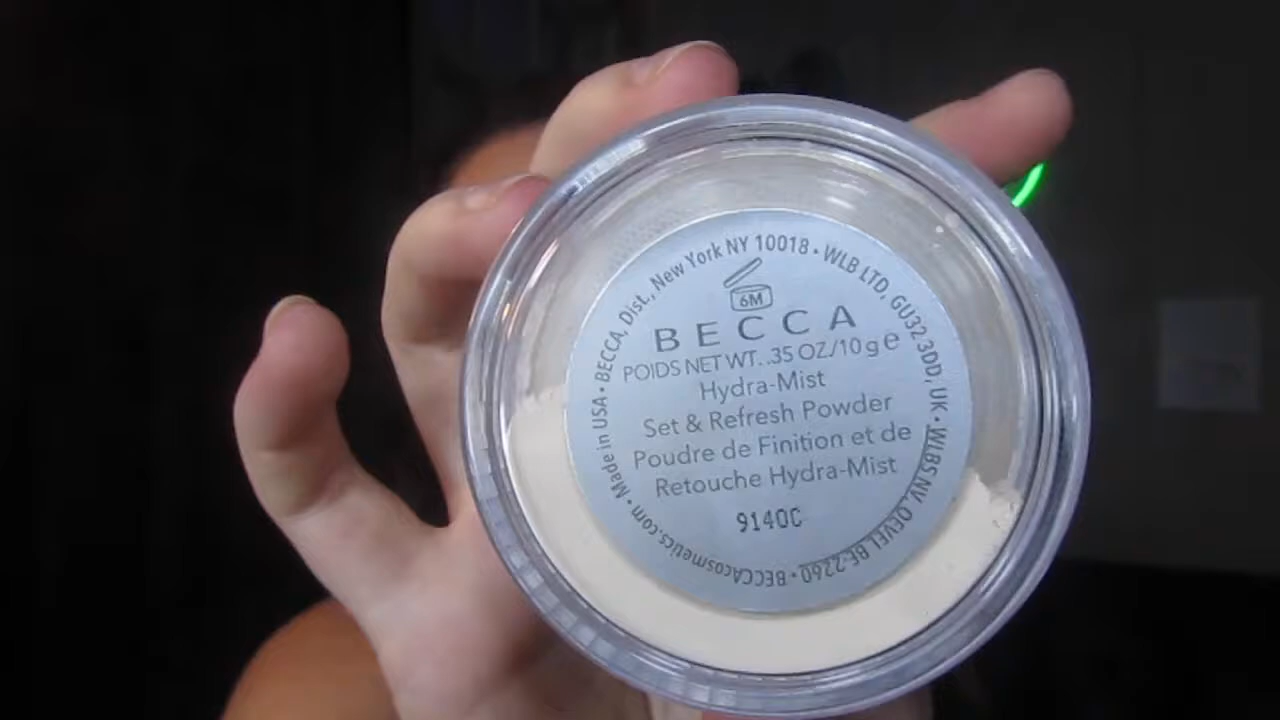 BECCA, Dist., New York NY 10018 • WLB LTD, GU32 3DD, UK • WLBS NV, OEVEL BE-2260 • BECCAcosmetics.com • Made in USA •
6M
BECCA
POIDS NET WT. .35 OZ/10 g e
Hydra-Mist
Set & Refresh Powder
Poudre de Finition et de
Retouche Hydra-Mist
9140C